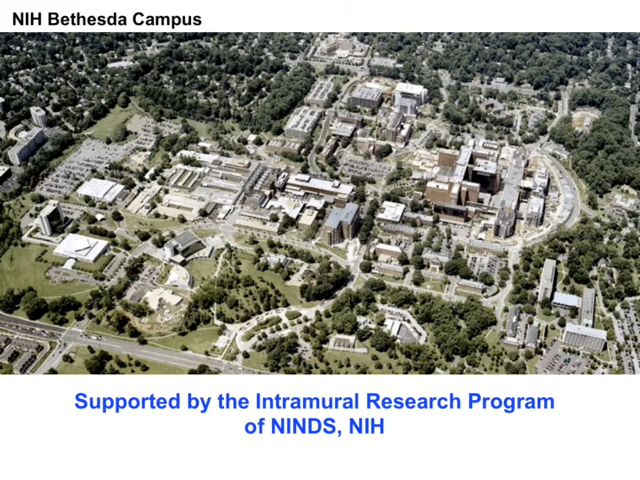 NIH Bethesda Campus
Supported by the Intramural Research Program
of NINDS, NIH